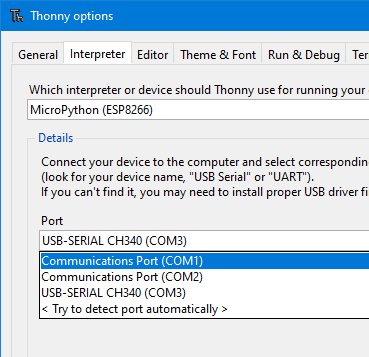 Thonny options
General Interpreter Editor Theme & Font Run & Debug
Which interpreter or device should Thonny use for running your
MicroPython (ESP8266)
Details
Connect your device to the computer and select corresponding
(look for your device name, "USB Serial" or "UART").
If you can't find it, you may need to install proper USB driver
Port
USB-SERIAL CH340 (COM3)
Communications Port (COM1)
Communications Port (COM2)
USB-SERIAL CH340 (COM3)
< Try to detect port automatically >